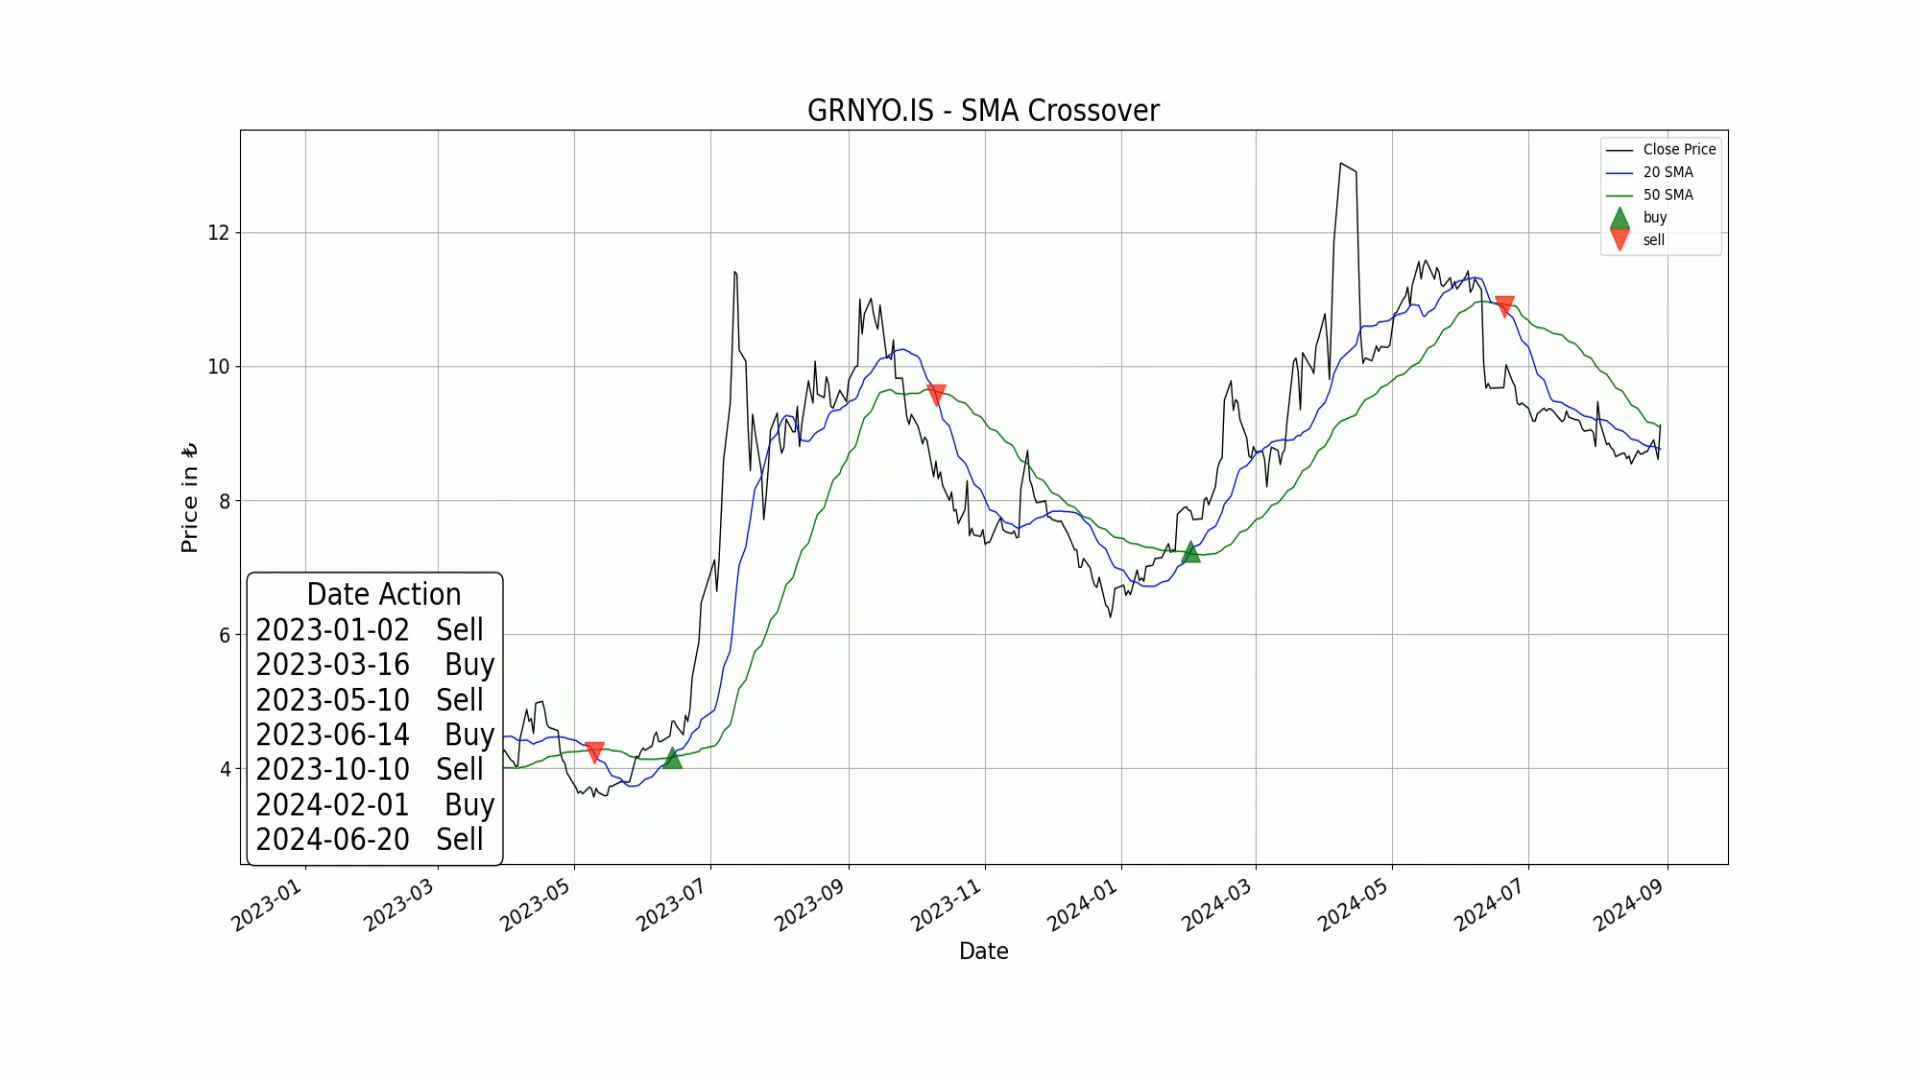 GRNYO.IS - SMA Crossover
Close Price
20 SMA
50 SMA
buy
sell
12
10
8
6
4
Price in ₺
Date Action
2023-01-02 Sell
2023-03-16 Buy
2023-05-10 Sell
2023-06-14 Buy
2023-10-10 Sell
2024-02-01 Buy
2024-06-20 Sell
2023-01
2023-03
2023-05
2023-07
2023-09
2023-11
2024-01
2024-03
2024-05
2024-07
2024-09
Date